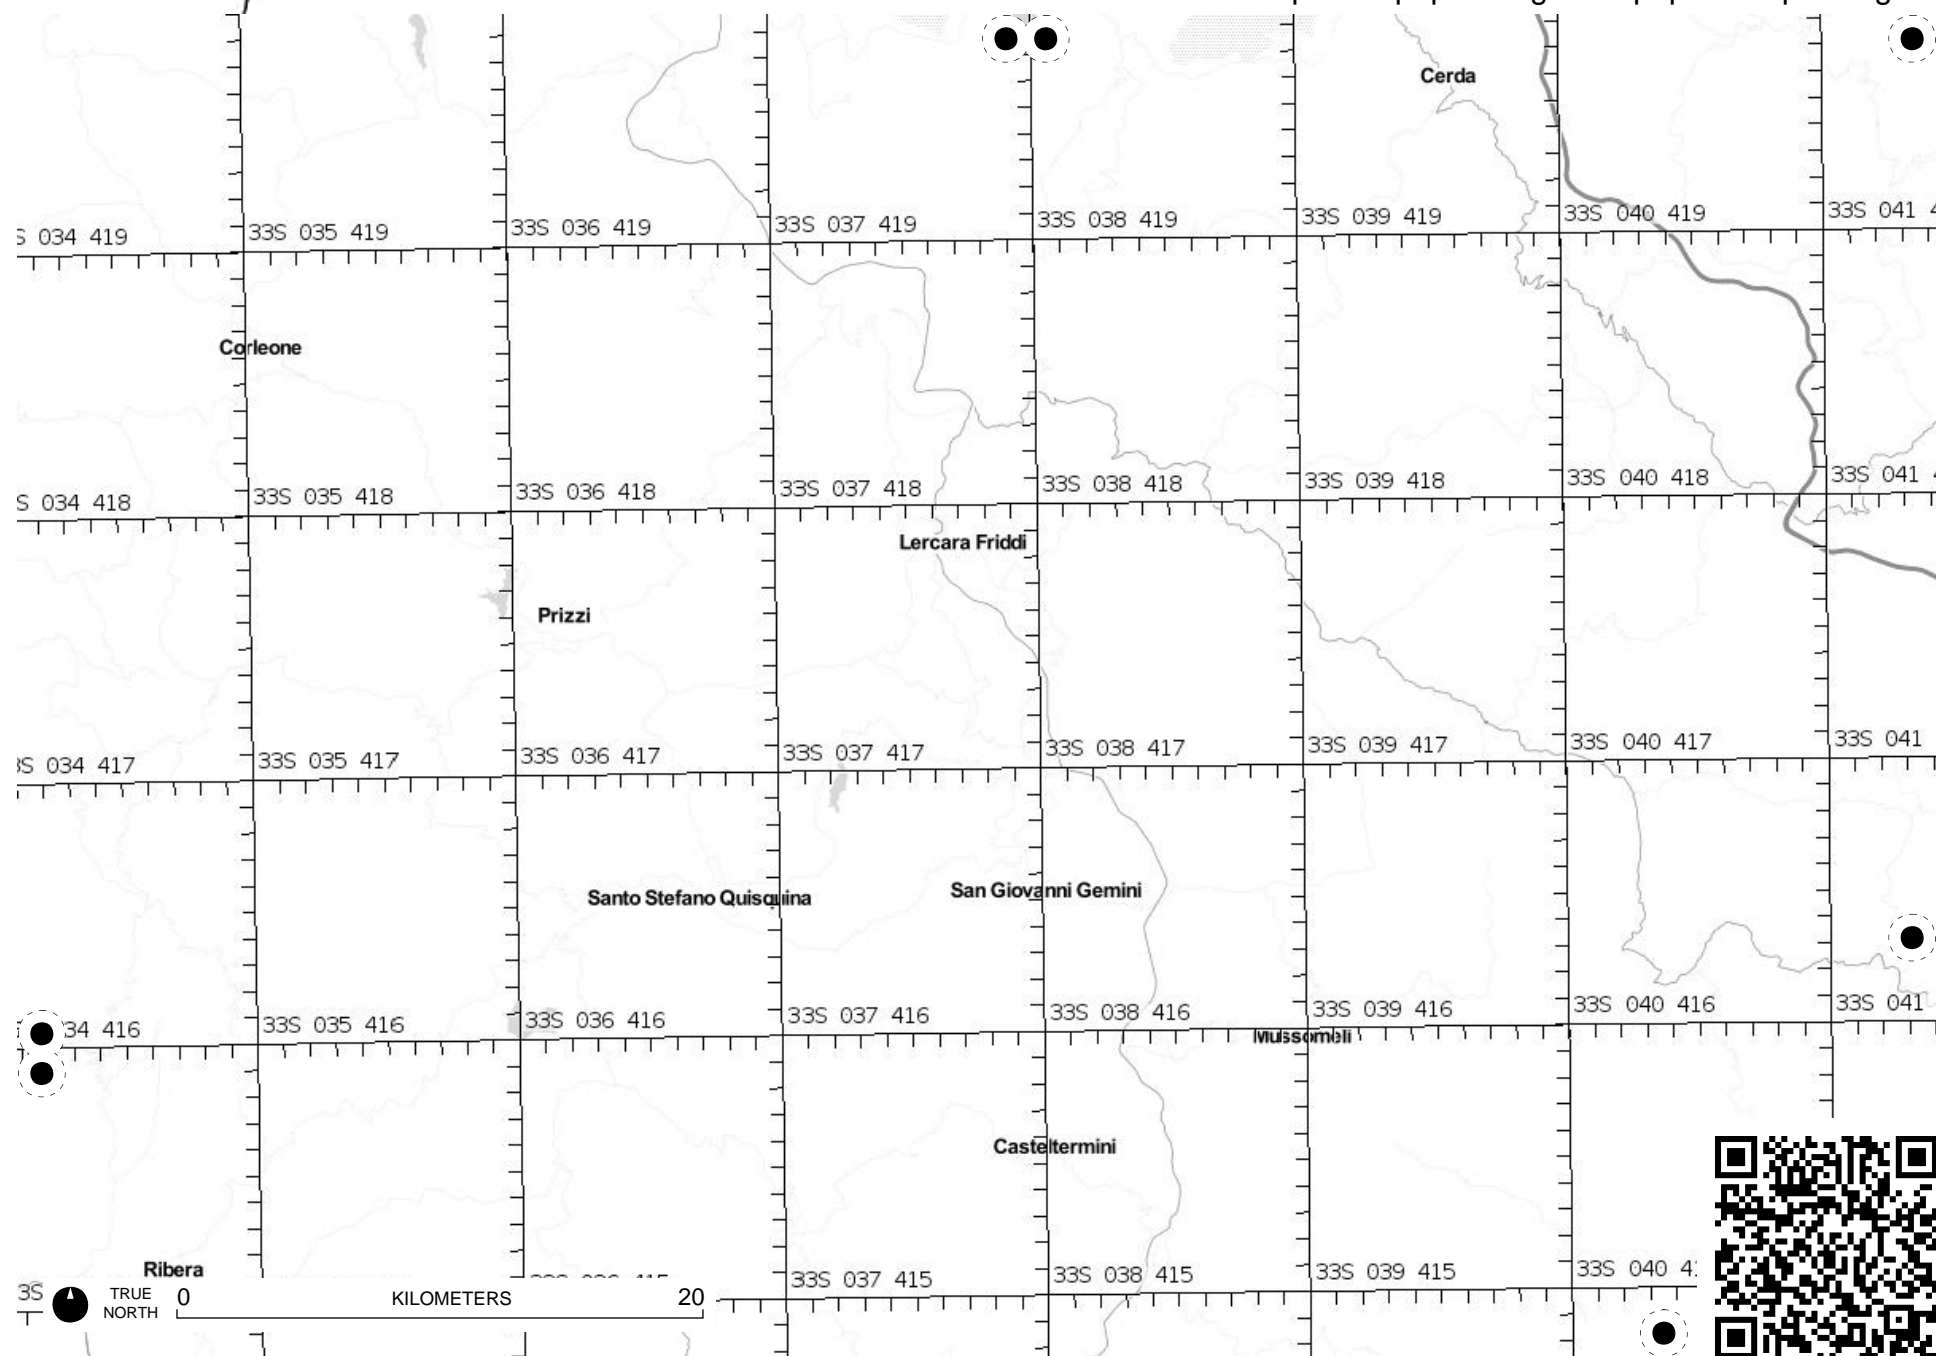 Cerda
S 034 419
33S 035 419
33S 036 419
33S 037 419
33S 038 419
33S 039 419
33S 040 419
33S 041
Corleone
S 034 418
33S 035 418
33S 036 418
33S 037 418
33S 038 418
33S 039 418
33S 040 418
33S 041
Lercara Friddi
Prizzi
S 034 417
33S 035 417
33S 036 417
33S 037 417
33S 038 417
33S 039 417
33S 040 417
33S 041
Santo Stefano Quisquina
San Giovanni Gemini
34 416
33S 035 416
33S 036 416
33S 037 416
33S 038 416
33S 039 416
33S 040 416
33S 041
Mussomeli
Casteltermini
Ribera
33S 037 415
33S 038 415
33S 039 415
33S 040 41
TRUE NORTH
0 KILOMETERS 20